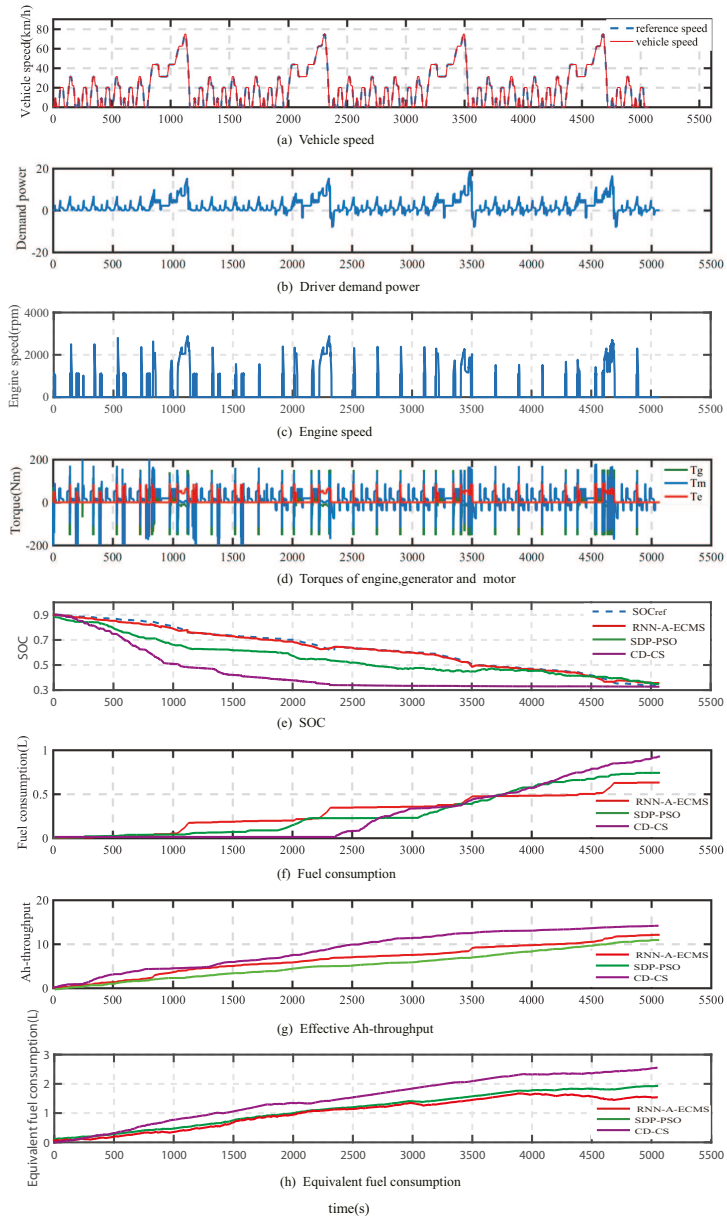 Vehicle speed(km/h)
80
60
40
20
0
reference speed
vehicle speed
0 500 1000 1500 2000 2500 3000 3500 4000 4500 5000 5500
(a) Vehicle speed
Demand power
20
0
-20
0 500 1000 1500 2000 2500 3000 3500 4000 4500 5000 5500
(b) Driver demand power
Engine speed(rpm)
4000
2000
0
0 500 1000 1500 2000 2500 3000 3500 4000 4500 5000 5500
(c) Engine speed
Torque(Nm)
200
0
-200
Tg
Tm
Te
0 500 1000 1500 2000 2500 3000 3500 4000 4500 5000 5500
(d) Torques of engine,generator and motor
SOC
0.9
0.7
0.5
0.3
SOCref
RNN-A-ECMS
SDP-PSO
CD-CS
0 500 1000 1500 2000 2500 3000 3500 4000 4500 5000 5500
(e) SOC
Fuel consumption(L)
1
0.5
0
RNN-A-ECMS
SDP-PSO
CD-CS
0 500 1000 1500 2000 2500 3000 3500 4000 4500 5000 5500
(f) Fuel consumption
Ah-throughput
20
10
0
RNN-A-ECMS
SDP-PSO
CD-CS
0 500 1000 1500 2000 2500 3000 3500 4000 4500 5000 5500
(g) Effective Ah-throughput
Equivalent fuel consumption(L)
3
2
1
0
RNN-A-ECMS
SDP-PSO
CD-CS
0 500 1000 1500 2000 2500 3000 3500 4000 4500 5000 5500
(h) Equivalent fuel consumption
time(s)